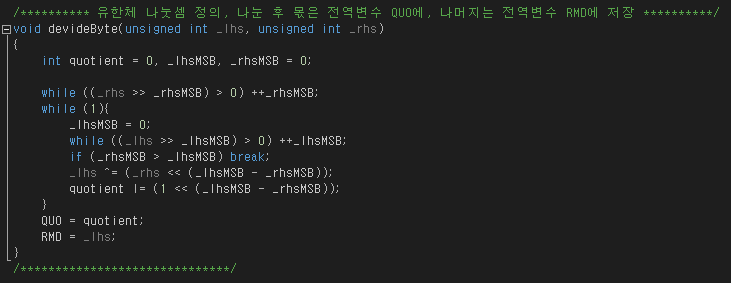 /********** 유한체 나눗셈 정의, 나눈 후 몫은 전역변수 QUO에, 나머지는 전역변수 RMD에 저장 **********/
void devideByte(unsigned int _lhs, unsigned int _rhs)
{
int quotient = 0, _lhsMSB, _rhsMSB = 0;
while ((_rhs >> _rhsMSB) > 0) ++_rhsMSB;
while (1){
_lhsMSB = 0;
while ((_lhs >> _lhsMSB) > 0) ++_lhsMSB;
if (_rhsMSB > _lhsMSB) break;
_lhs ^= (_rhs << (_lhsMSB - _rhsMSB));
quotient |= (1 << (_lhsMSB - _rhsMSB));
}
QUO = quotient;
RMD = _lhs;
}
/******************************/